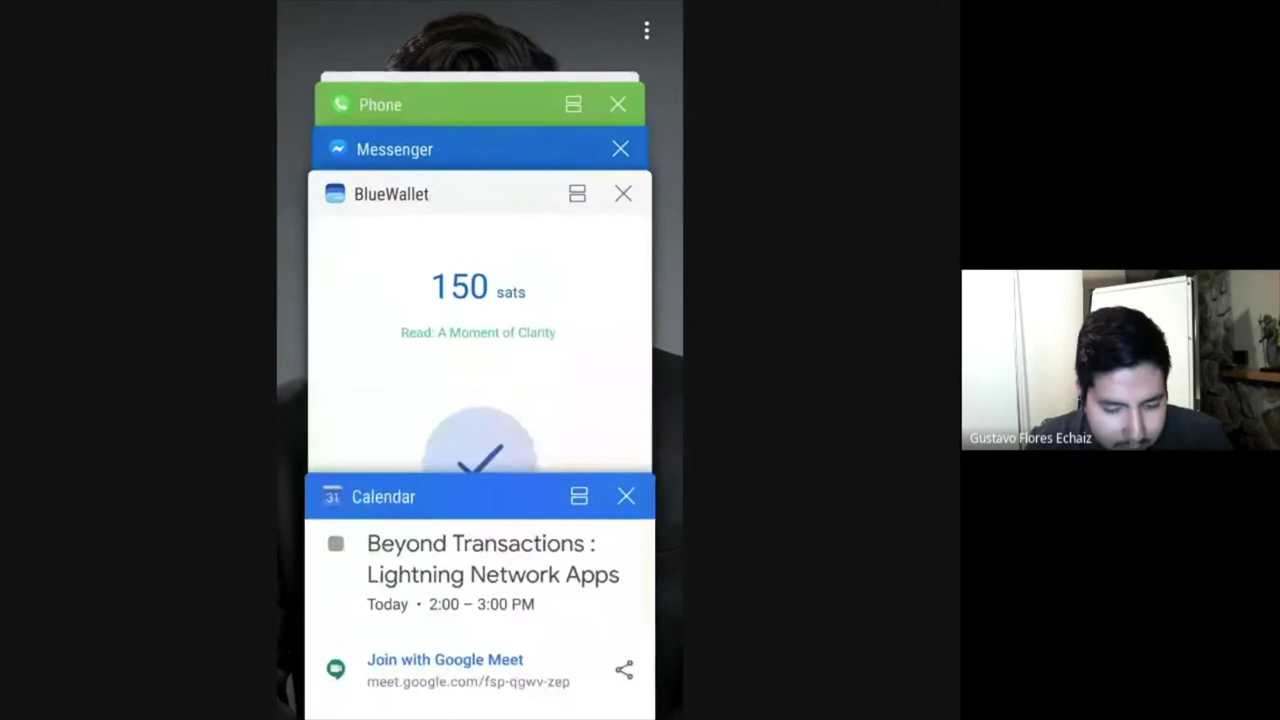 Phone
Messenger
BlueWallet
150 sats
Read: A Moment of Clarity
31 Calendar
Beyond Transactions :
Lightning Network Apps
Today • 2:00 – 3:00 PM
Join with Google Meet
meet.google.com/fsp-qgwv-zep
Gustavo Flores Echaiz